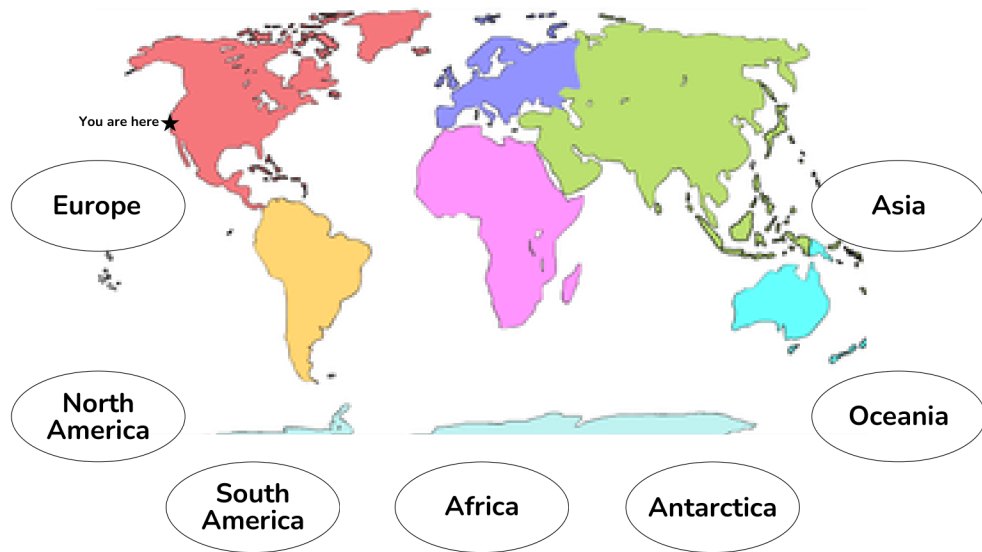 You are here
Europe
Asia
North
America
Oceania
South
America
Africa
Antarctica